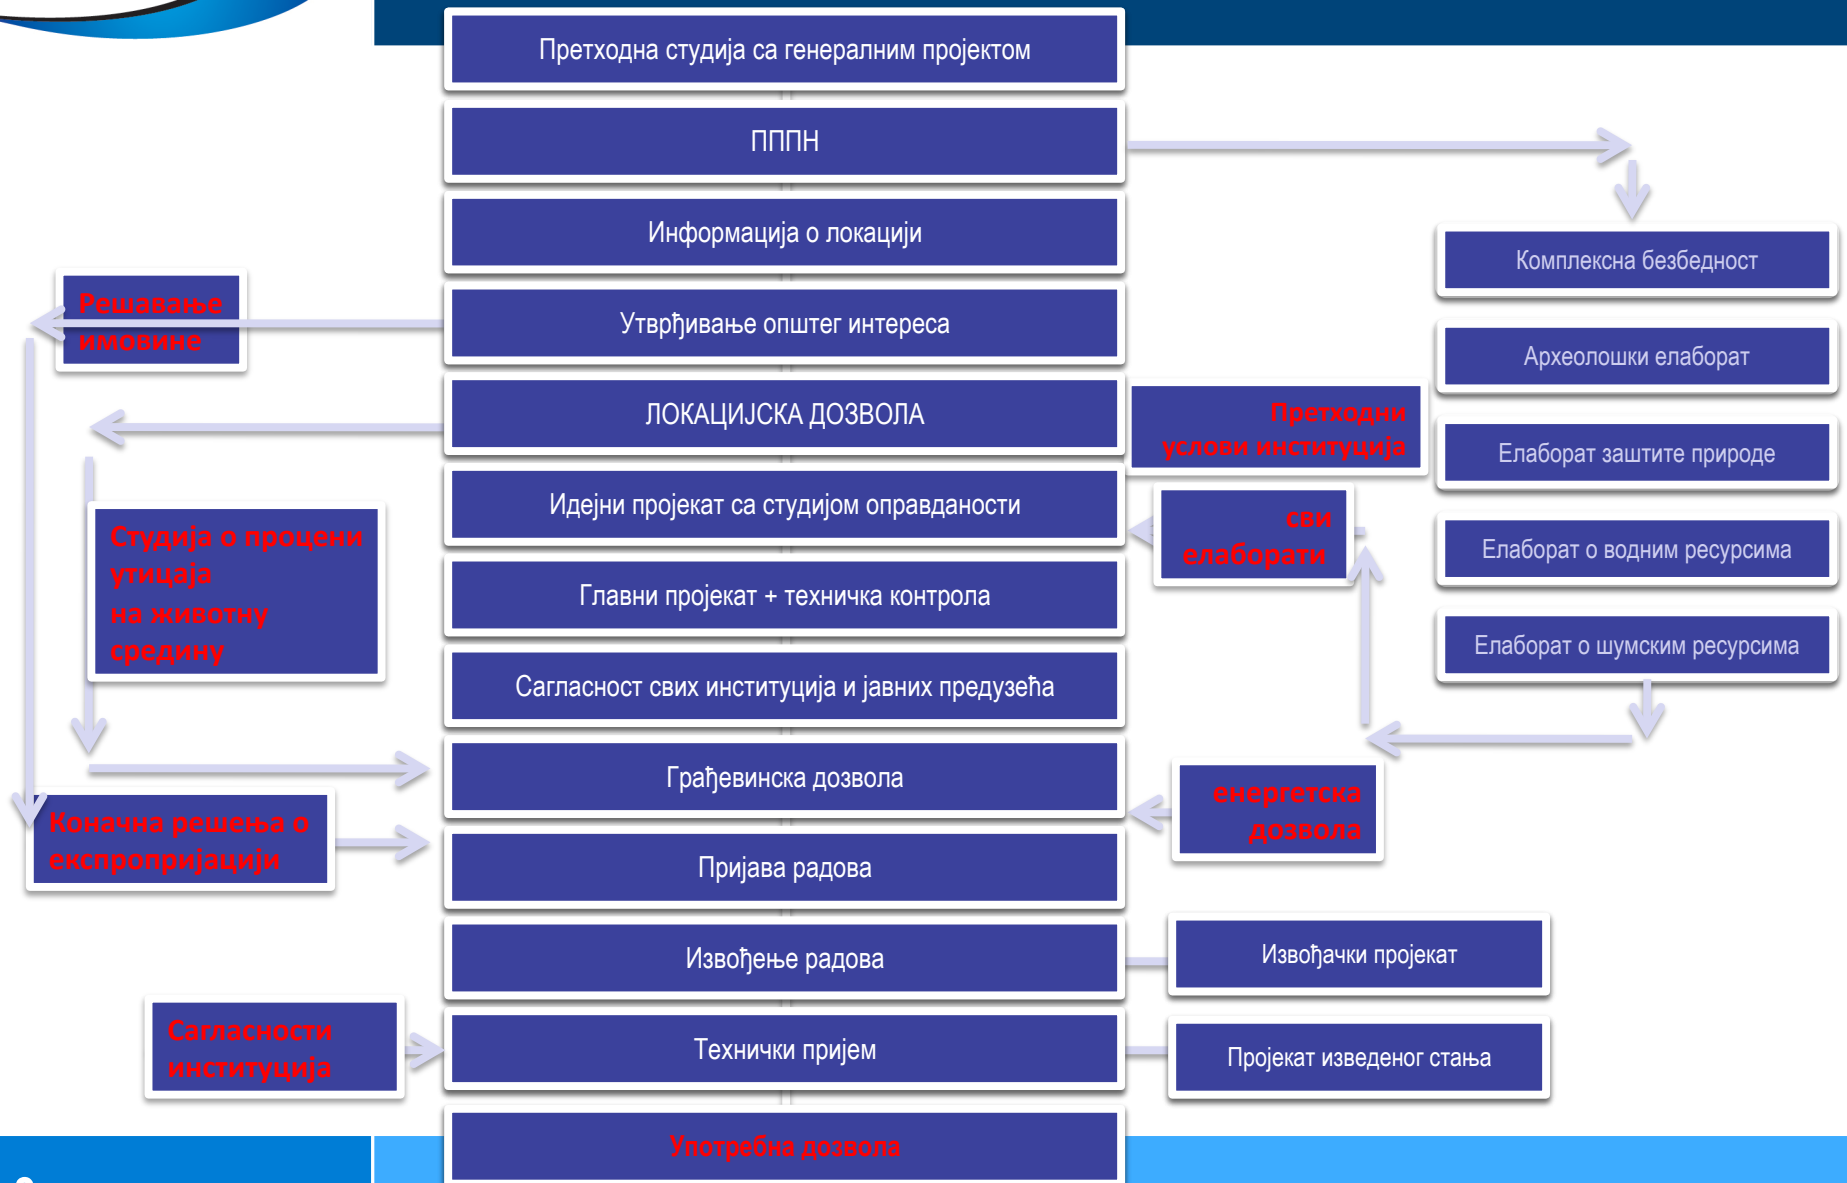 Претходна студија са генералним пројектом
ПППН
Информација о локацији
Комплексна безбедност
Решавање
имовине
Утврђивање општег интереса
Археолошки елаборат
ЛОКАЦИЈСКА ДОЗВОЛА
Претходни
услови институција
Елаборат заштите природе
Идејни пројекат са студијом оправданости
сви
елаборати
Студија о процени
утицаја
на животну
средину
Елаборат о водним ресурсима
Главни пројекат + техничка контрола
Елаборат о шумским ресурсима
Сагласност свих институција и јавних предузећа
Грађевинска дозвола
енергетска
дозвола
Коначна решења о
експропријацији
Пријава радова
Извођење радова
Извођачки пројекат
Сагласности
институција
Технички пријем
Пројекат изведеног стања
Употребна дозвола